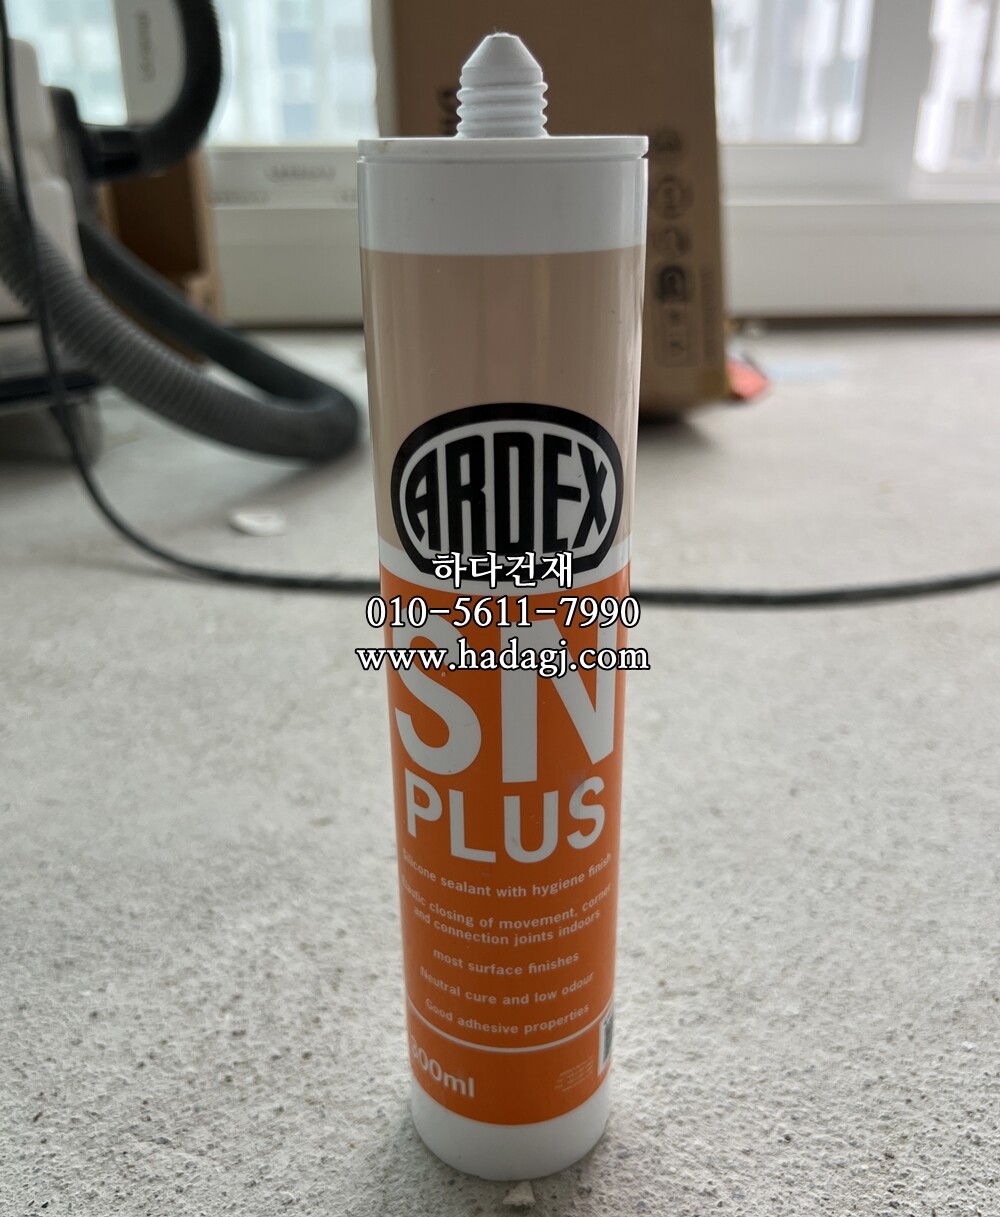 ARDEX
하다건재
010-5611-7990
www.hadagj.com
SN
PLUS
Silicone sealant with hygiene finish
Elastic closing of movement, corner
and connection joints indoors
most surface finishes
Neutral cure and low odour
Good adhesive properties
300ml